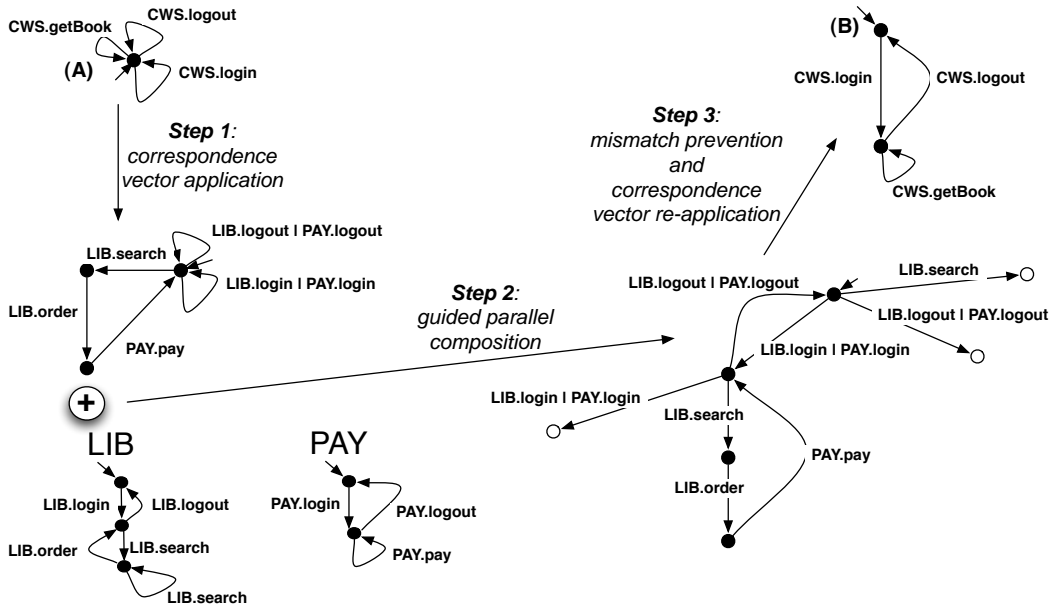 CWS.getBook
CWS.logout
(A)
CWS.login
Step 1:
correspondence
vector application
LIB.logout | PAY.logout
LIB.search
LIB.login | PAY.login
LIB.order
PAY.pay
+
Step 2:
guided parallel
composition
LIB
LIB.login
LIB.logout
LIB.order
LIB.search
LIB.search
PAY
PAY.login
PAY.logout
PAY.pay
Step 3:
mismatch prevention
and
correspondence
vector re-application
(B)
CWS.login
CWS.logout
CWS.getBook
LIB.logout | PAY.logout
LIB.search
LIB.logout | PAY.logout
LIB.login | PAY.login
LIB.login | PAY.login
LIB.search
PAY.pay
LIB.order